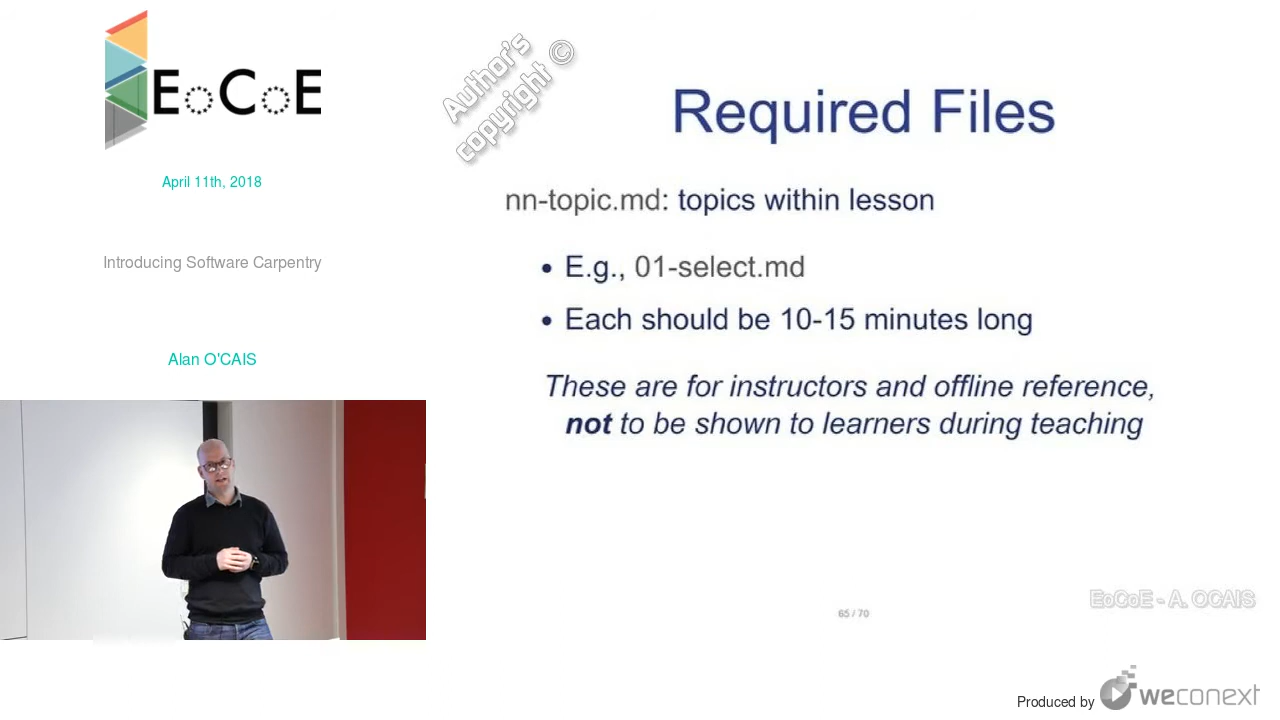 EoCoE
April 11th, 2018
Introducing Software Carpentry
Alan O'CAIS
Author's
copyright ©
Required Files
nn-topic.md: topics within lesson
• E.g., 01-select.md
• Each should be 10-15 minutes long
These are for instructors and offline reference,
not to be shown to learners during teaching
65 / 70
EoCoE - A. OCAIS
Produced by weconext